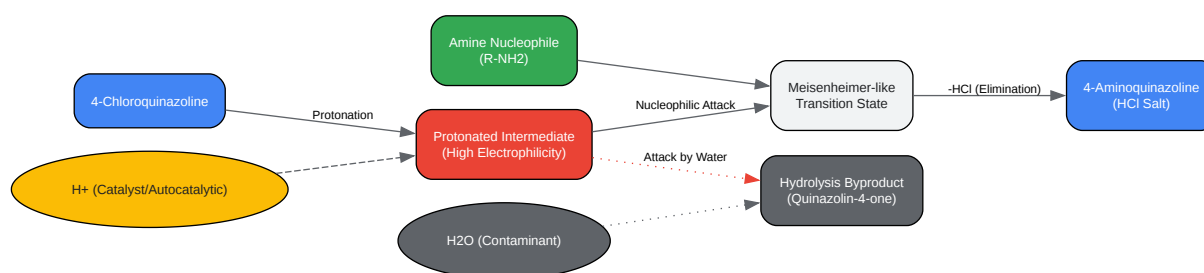 4-Chloroquinazoline
H+ (Catalyst/Autocatalytic)
Protonation
Amine Nucleophile
(R-NH2)
Protonated Intermediate
(High Electrophilicity)
H2O (Contaminant)
Nucleophilic Attack
Attack by Water
Meisenheimer-like
Transition State
Hydrolysis Byproduct
(Quinazolin-4-one)
-HCl (Elimination)
4-Aminoquinazoline
(HCl Salt)